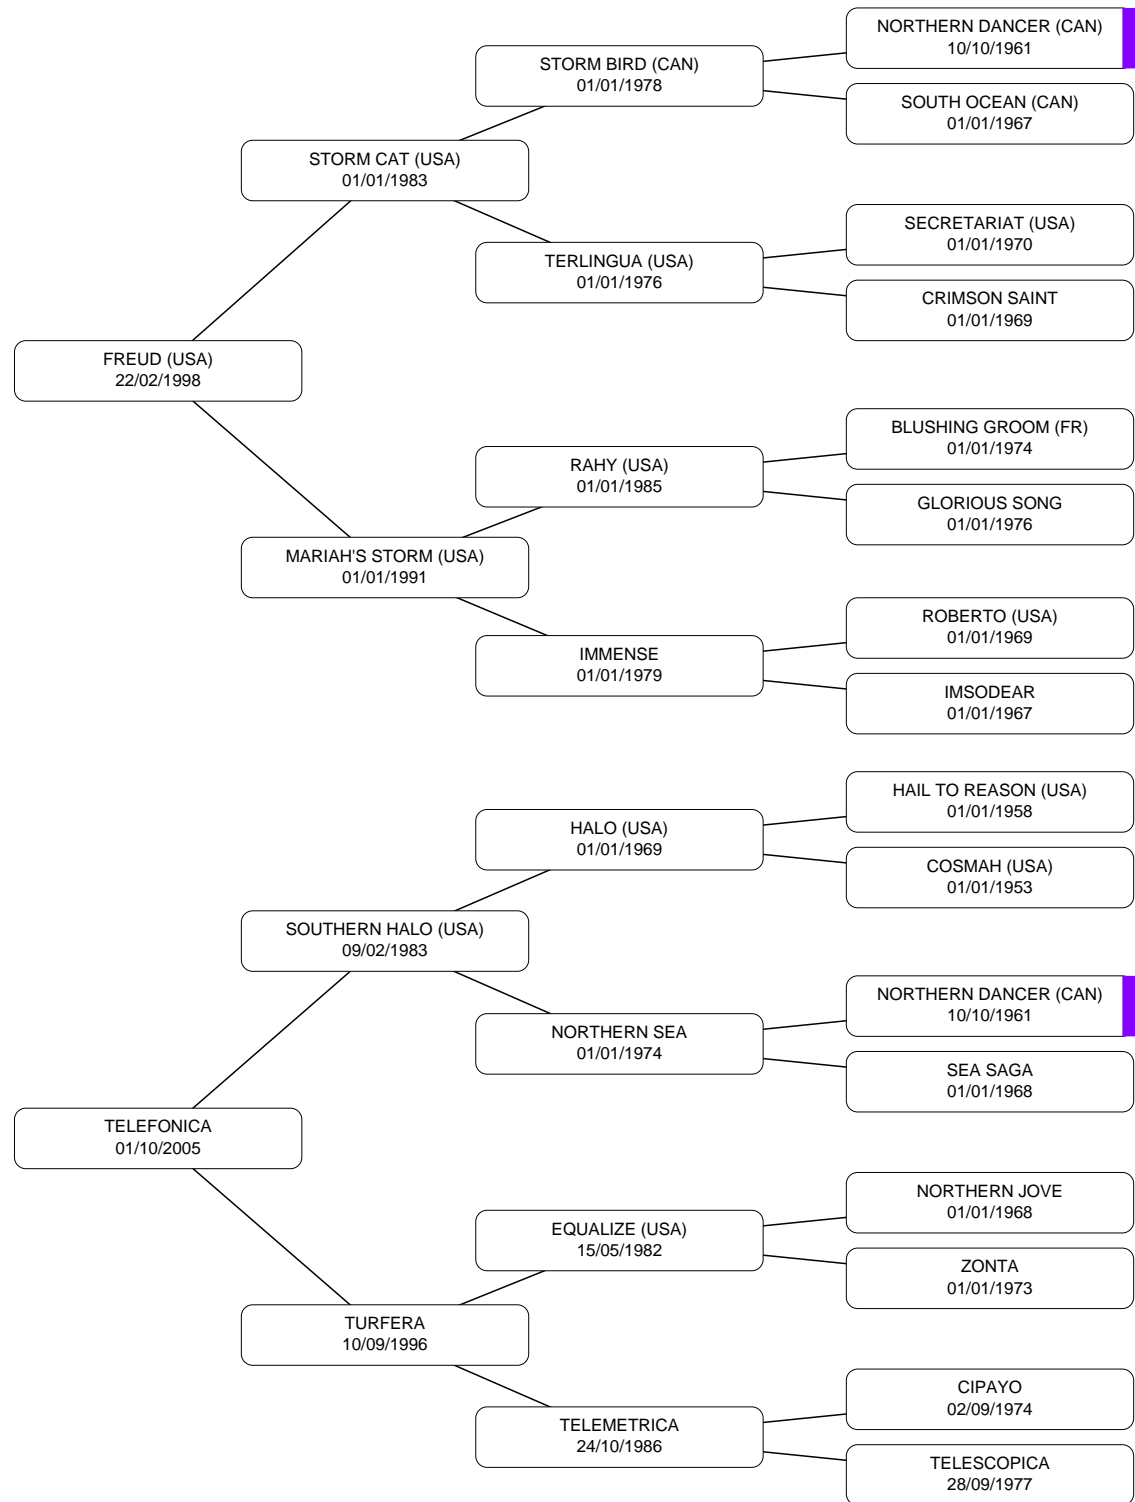 NORTHERN DANCER (CAN)
10/10/1961
STORM BIRD (CAN)
01/01/1978
SOUTH OCEAN (CAN)
01/01/1967
STORM CAT (USA)
01/01/1983
SECRETARIAT (USA)
01/01/1970
TERLINGUA (USA)
01/01/1976
CRIMSON SAINT
01/01/1969
FREUD (USA)
22/02/1998
BLUSHING GROOM (FR)
01/01/1974
RAHY (USA)
01/01/1985
GLORIOUS SONG
01/01/1976
MARIAH'S STORM (USA)
01/01/1991
ROBERTO (USA)
01/01/1969
IMMENSE
01/01/1979
IMSODEAR
01/01/1967
HAIL TO REASON (USA)
01/01/1958
HALO (USA)
01/01/1969
COSMAH (USA)
01/01/1953
SOUTHERN HALO (USA)
09/02/1983
NORTHERN DANCER (CAN)
10/10/1961
NORTHERN SEA
01/01/1974
SEA SAGA
01/01/1968
TELEFONICA
01/10/2005
NORTHERN JOVE
01/01/1968
EQUALIZE (USA)
15/05/1982
ZONTA
01/01/1973
TURFERA
10/09/1996
CIPAYO
02/09/1974
TELEMETRICA
24/10/1986
TELESCOPICA
28/09/1977